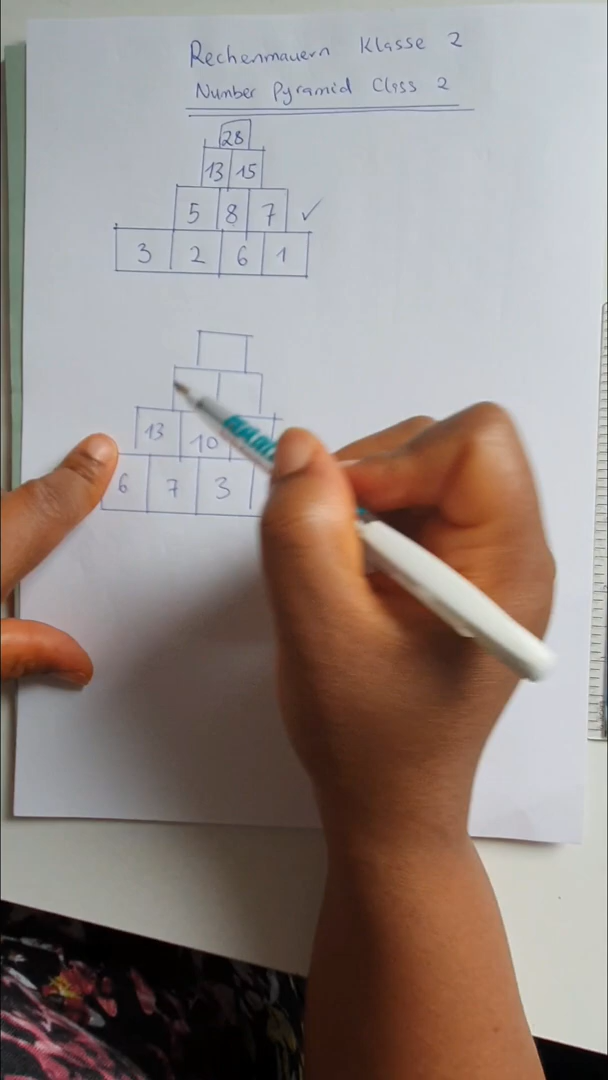 Rechenmauern Klasse 2
Number Pyramid Class 2
28
13 15
5 8 7 ✓
3 2 6 1
13 10
6 7 3